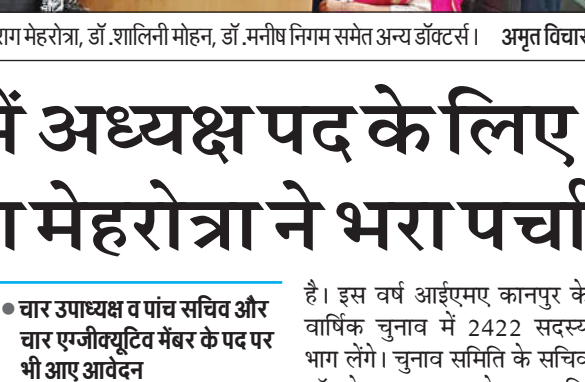 मेहरोत्रा, डॉ.शालिनी मोहन, डॉ.मनीष निगम समेत अन्य डॉक्टर्स। अमृत विचार
में अध्यक्ष पद के लिए
मेहरोत्रा ने भरा पर्चा
● चार उपाध्यक्ष व पांच सचिव और
चार एग्जीक्यूटिव मेंबर के पद पर
भी आए आवेदन
है। इस वर्ष आईएमए कानपुर के
वार्षिक चुनाव में 2422 सदस्य
भाग लेंगे। चुनाव समिति के सचिव